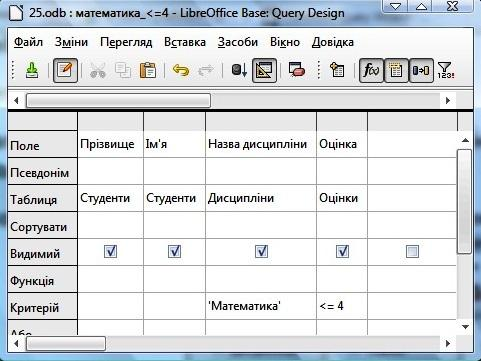 25.odb : математика_<=4 - LibreOffice Base: Query Design
Файл Зміни Перегляд Вставка Засоби Вікно Довідка
f(x) 123!
Поле Прізвище Ім'я Назва дисципліни Оцінка
Псевдонім
Таблиця Студенти Студенти Дисципліни Оцінки
Сортувати
Видимий
Функція
Критерій 'Математика' <= 4
Або